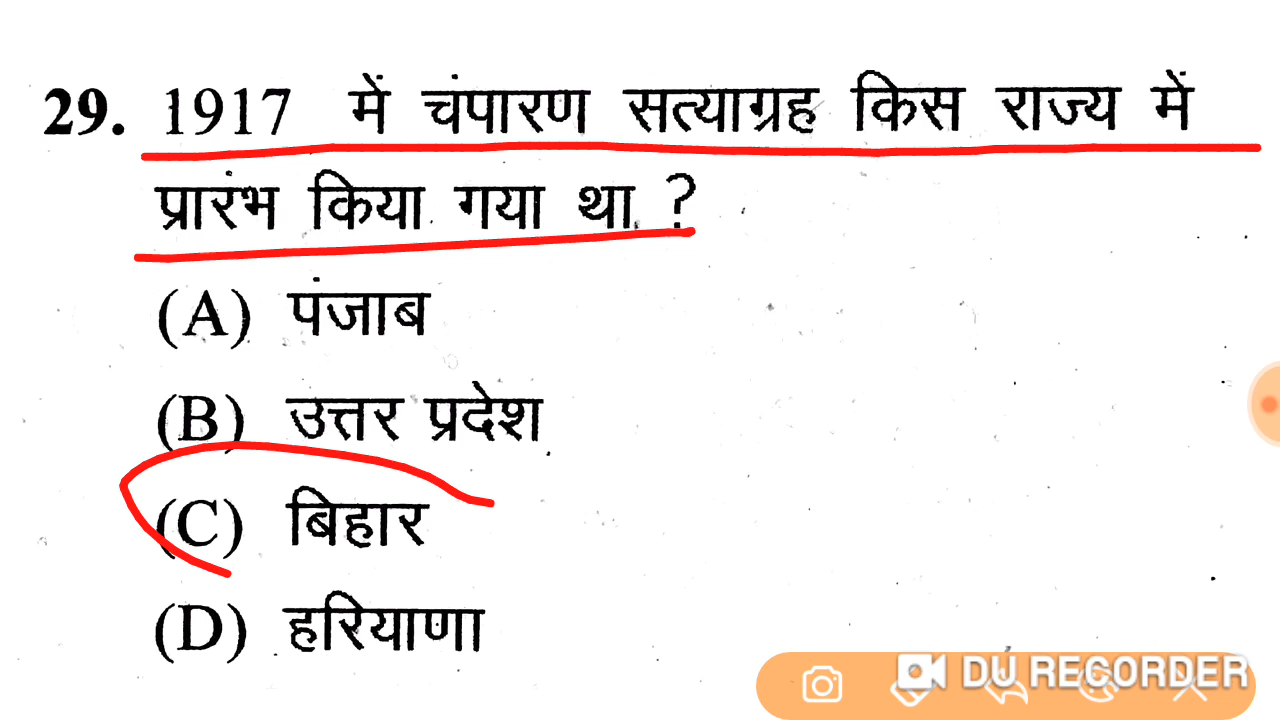 29. 1917 में चंपारण सत्याग्रह किस राज्य में
प्रारंभ किया गया था ?
(A) पंजाब
(B) उत्तर प्रदेश
(C) बिहार
(D) हरियाणा
DU RECORDER